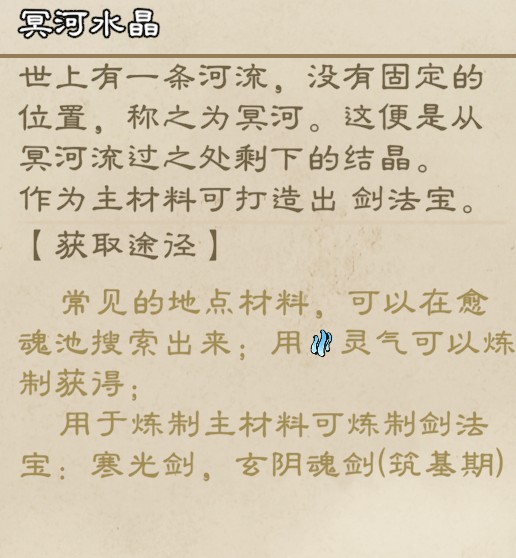 冥河水晶
世上有一条河流，没有固定的
位置，称之为冥河。这便是从
冥河流过之处剩下的结晶。
作为主材料可打造出 剑法宝。
【获取途径】
常见的地点材料，可以在愈
魂池搜索出来；用灵气可以炼
制获得；
用于炼制主材料可炼制剑法
宝：寒光剑，玄阴魂剑(筑基期)